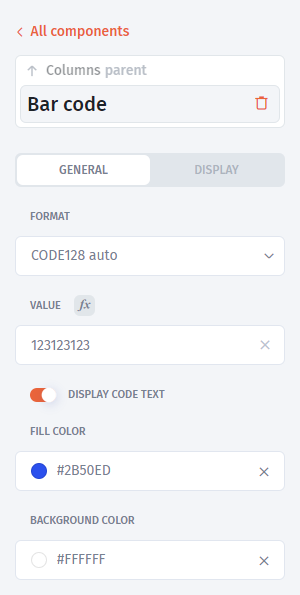 All components
Columns parent
Bar code
GENERAL DISPLAY
FORMAT
CODE128 auto
VALUE fx
123123123
DISPLAY CODE TEXT
FILL COLOR
#2B50ED
BACKGROUND COLOR
#FFFFFF